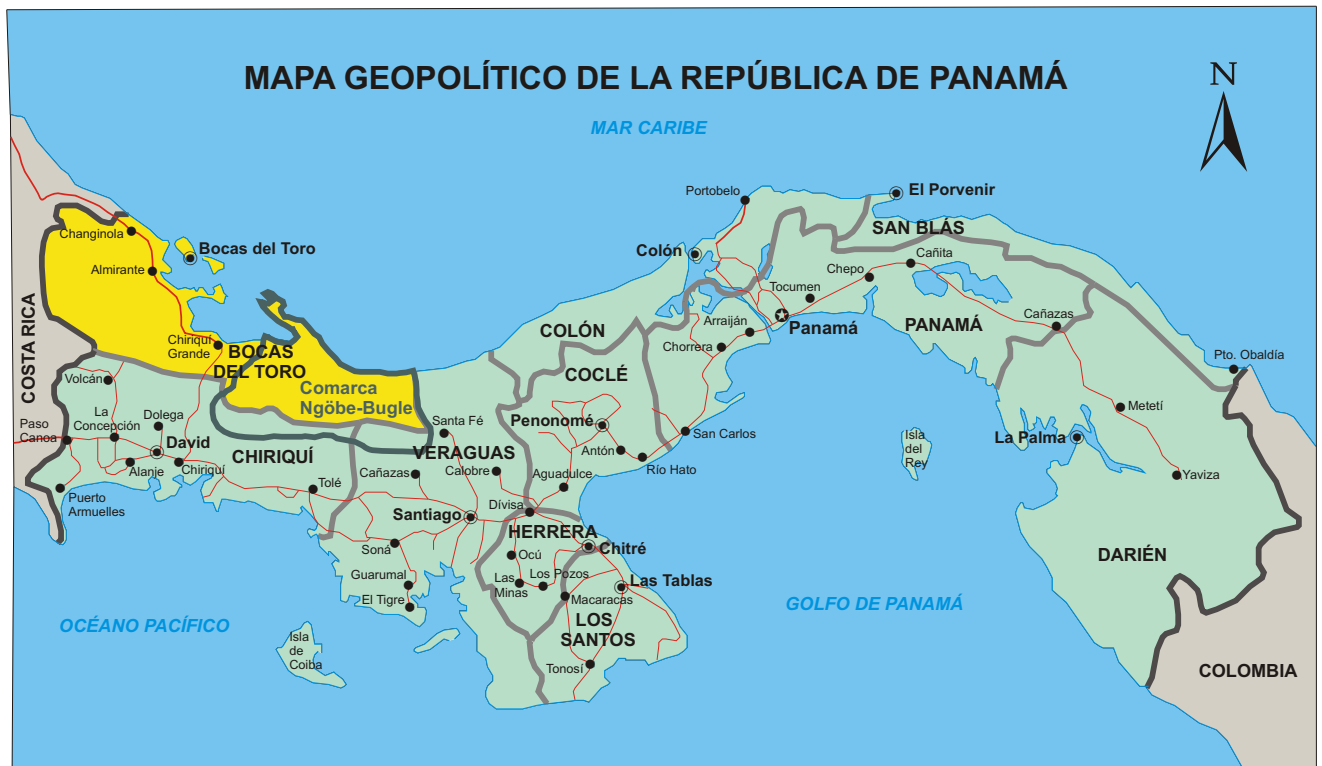 MAPA GEOPOLÍTICO DE LA REPÚBLICA DE PANAMÁ
N
MAR CARIBE
Portobelo
El Porvenir
SAN BLÁS
Changinola
Bocas del Toro
Colón
Cañita
Almirante
Chepo
Tocumen
COSTA RICA
Arraiján
Panamá
PANAMÁ
Cañazas
COLÓN
Chiriquí
Grande
Chorrera
BOCAS
DEL TORO
Pto. Obaldía
Volcán
COCLÉ
Comarca
Ngöbe-Bugle
Metetí
La
Concepción
Dolega
Santa Fé
Penonomé
San Carlos
Paso
Canoa
David
La Palma
Isla
del
Rey
CHIRIQUÍ
VERAGUAS
Antón
Río Hato
Alanje
Chiriquí
Cañazas
Calobre
Aguadulce
Yaviza
Tolé
Puerto
Armuelles
Santiago
Dívisa
HERRERA
Chitré
Soná
Ocú
DARIÉN
Guarumal
Las
Minas
Los Pozos
Las Tablas
El Tigre
Macaracas
GOLFO DE PANAMÁ
OCÉANO PACÍFICO
LOS
SANTOS
Isla
de
Coiba
Tonosí
COLOMBIA